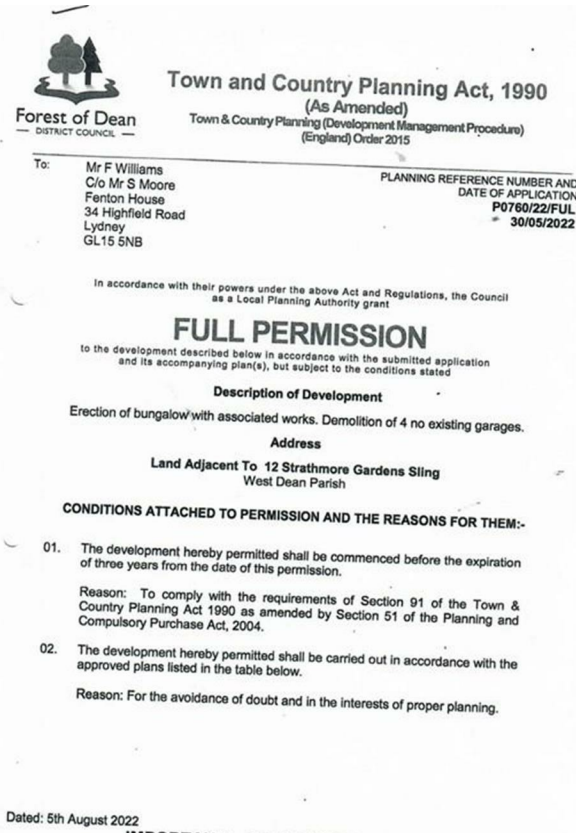 Forest of Dean
— DISTRICT COUNCIL —
Town and Country Planning Act, 1990
(As Amended)
Town & Country Planning (Development Management Procedure)
(England) Order 2015
To:
Mr F Williams
C/o Mr S Moore
Fenton House
34 Highfield Road
Lydney
GL15 5NB
PLANNING REFERENCE NUMBER AND
DATE OF APPLICATION
P0760/22/FUL
30/05/2022
In accordance with their powers under the above Act and Regulations, the Council
as a Local Planning Authority grant
FULL PERMISSION
to the development described below in accordance with the submitted application
and its accompanying plan(s), but subject to the conditions stated
Description of Development
Erection of bungalow with associated works. Demolition of 4 no existing garages.
Address
Land Adjacent To 12 Strathmore Gardens Sling
West Dean Parish
CONDITIONS ATTACHED TO PERMISSION AND THE REASONS FOR THEM:-
01. The development hereby permitted shall be commenced before the expiration
of three years from the date of this permission.
Reason: To comply with the requirements of Section 91 of the Town &
Country Planning Act 1990 as amended by Section 51 of the Planning and
Compulsory Purchase Act, 2004.
02. The development hereby permitted shall be carried out in accordance with the
approved plans listed in the table below.
Reason: For the avoidance of doubt and in the interests of proper planning.
Dated: 5th August 2022